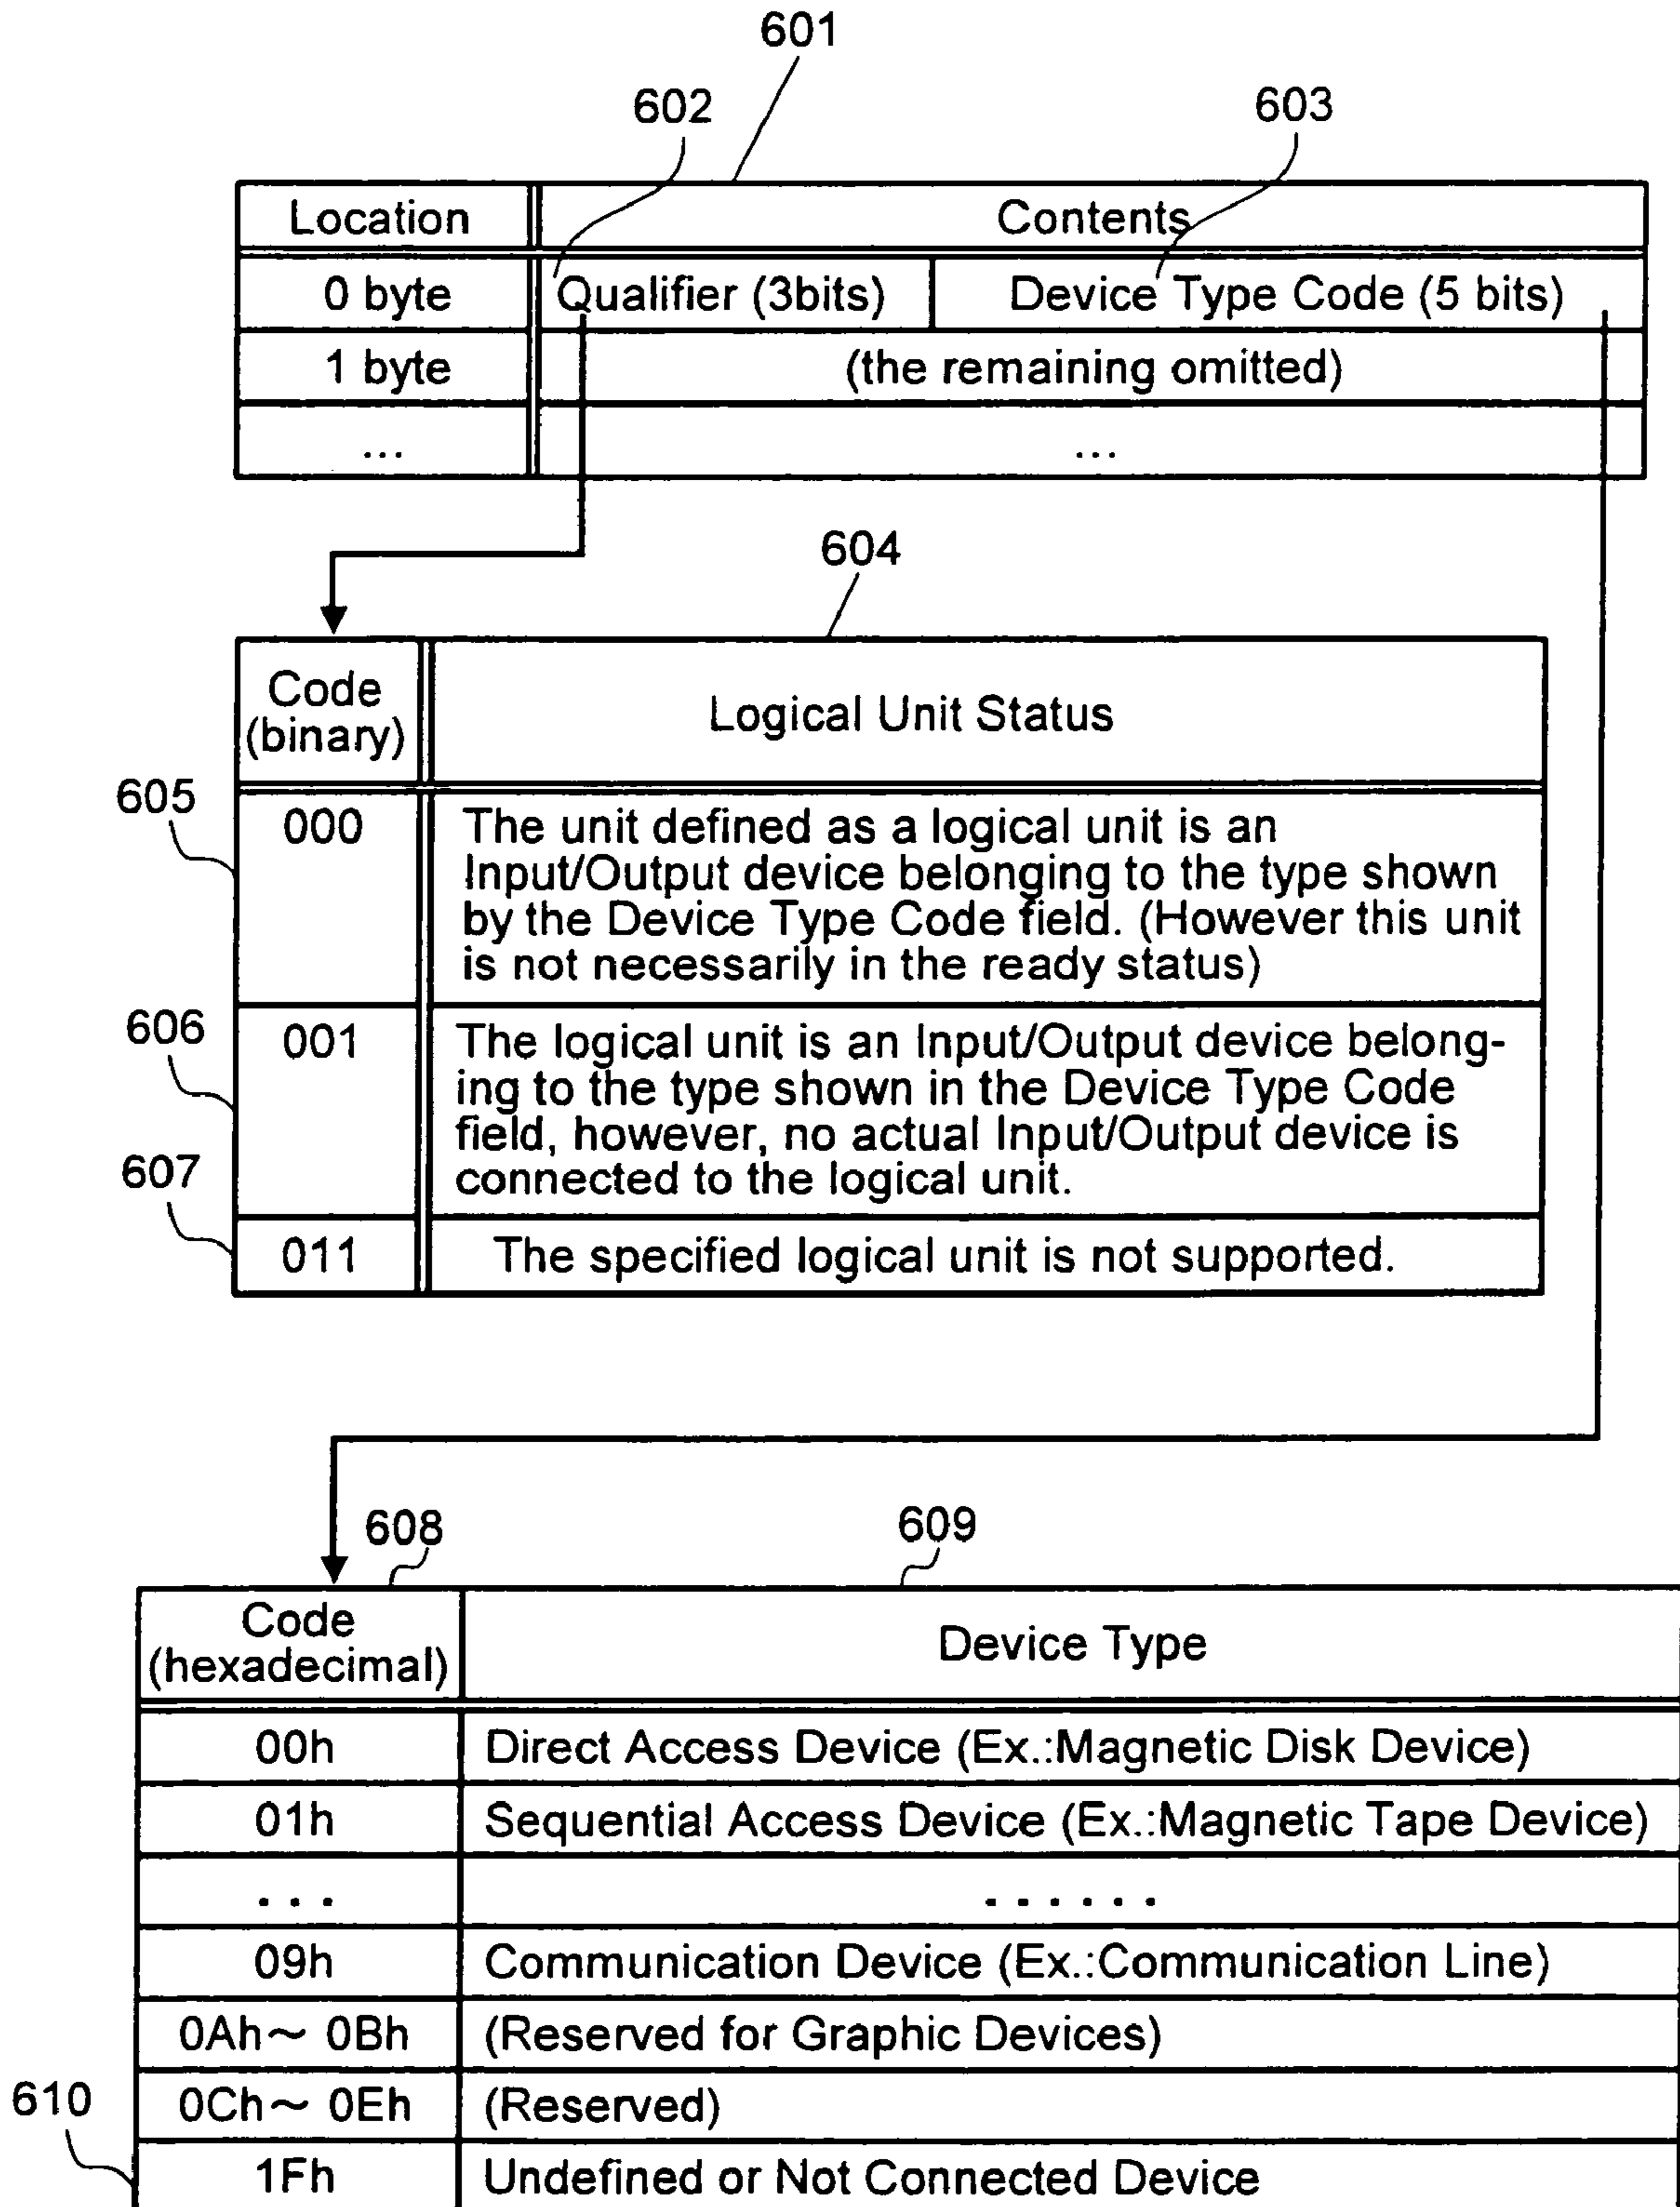 601
602
603
Location Contents
0 byte Qualifier (3bits) Device Type Code (5 bits)
1 byte (the remaining omitted)
... ...
604
Code
(binary)
Logical Unit Status
605
000
The unit defined as a logical unit is an
Input/Output device belonging to the type shown
by the Device Type Code field. (However this unit
is not necessarily in the ready status)
606
001
The logical unit is an Input/Output device belong-
ing to the type shown in the Device Type Code
field, however, no actual Input/Output device is
connected to the logical unit.
607
011 The specified logical unit is not supported.
608
609
Code
(hexadecimal)
Device Type
00h Direct Access Device (Ex.:Magnetic Disk Device)
01h Sequential Access Device (Ex.:Magnetic Tape Device)
... ......
09h Communication Device (Ex.:Communication Line)
0Ah～ 0Bh (Reserved for Graphic Devices)
0Ch～ 0Eh (Reserved)
610
1Fh Undefined or Not Connected Device